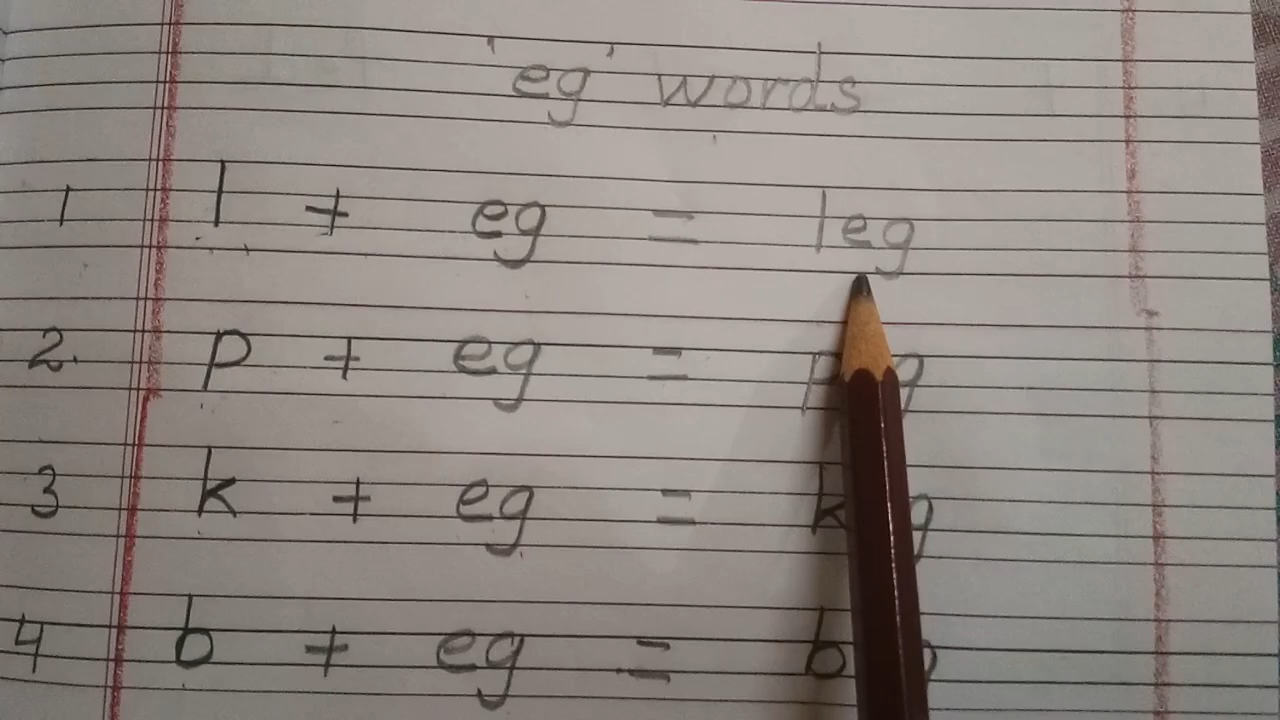 'eg' words
1 l + eg = leg
2. p + eg =
3 k + eg =
4 b + eg =